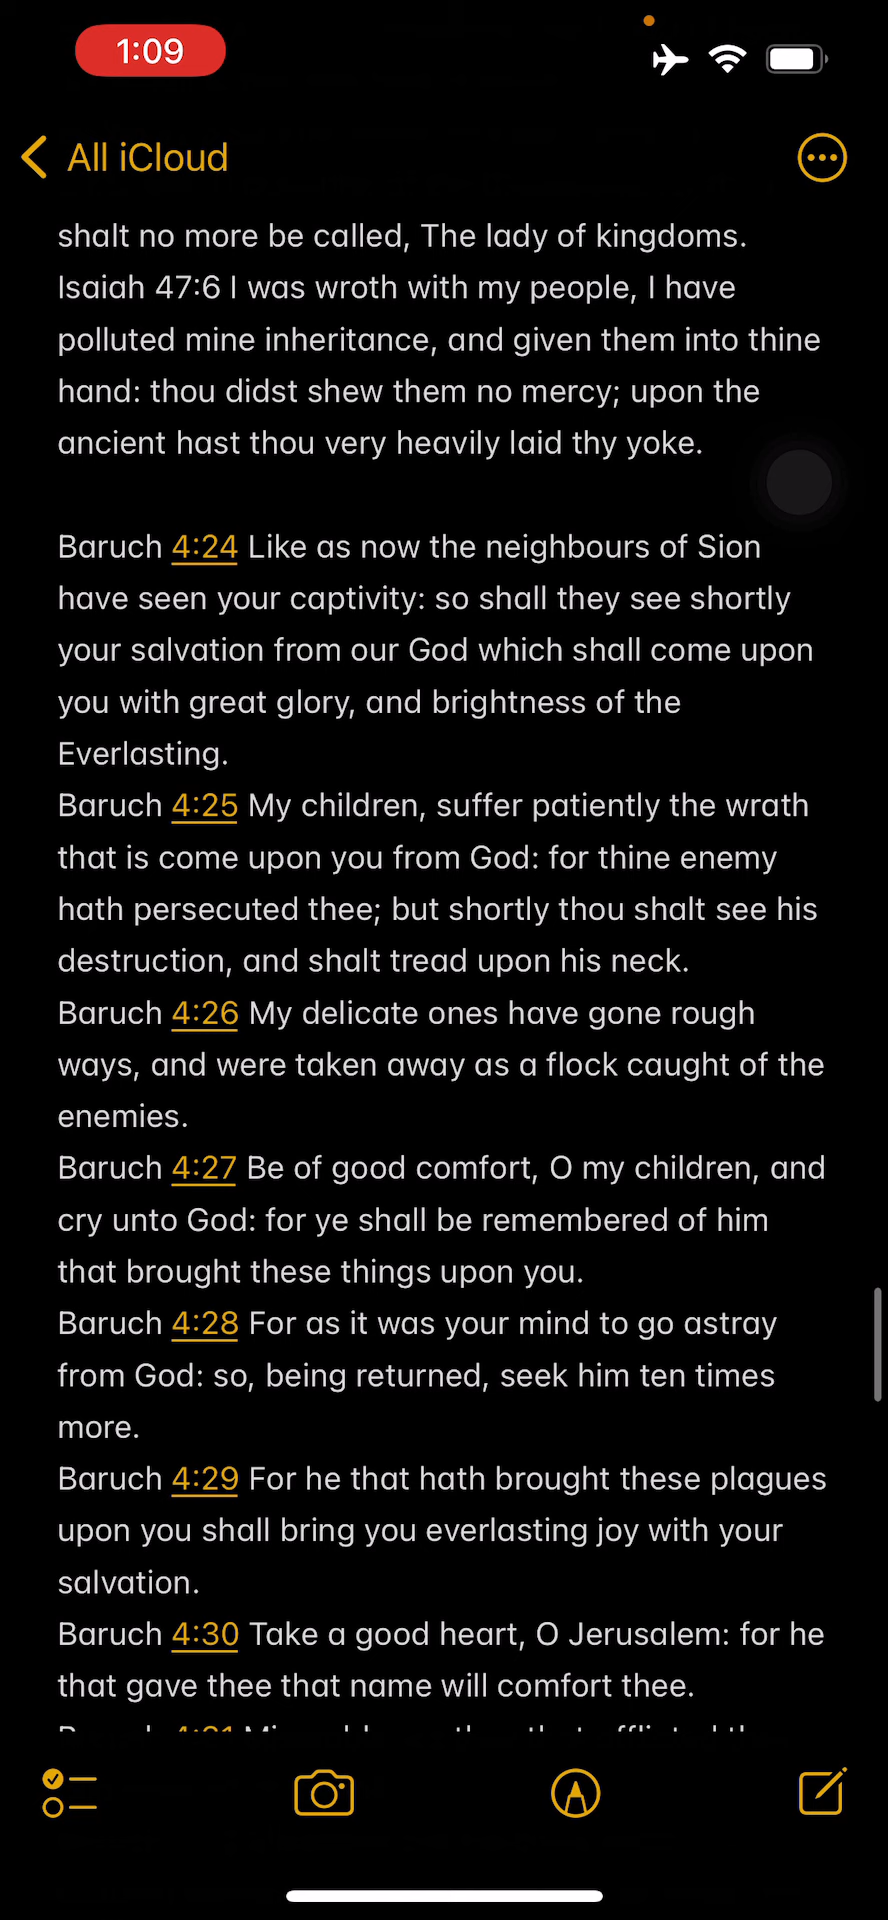 1:09
All iCloud
shalt no more be called, The lady of kingdoms.
Isaiah 47:6 I was wroth with my people, I have
polluted mine inheritance, and given them into thine
hand: thou didst shew them no mercy; upon the
ancient hast thou very heavily laid thy yoke.
Baruch 4:24 Like as now the neighbours of Sion
have seen your captivity: so shall they see shortly
your salvation from our God which shall come upon
you with great glory, and brightness of the
Everlasting.
Baruch 4:25 My children, suffer patiently the wrath
that is come upon you from God: for thine enemy
hath persecuted thee; but shortly thou shalt see his
destruction, and shalt tread upon his neck.
Baruch 4:26 My delicate ones have gone rough
ways, and were taken away as a flock caught of the
enemies.
Baruch 4:27 Be of good comfort, O my children, and
cry unto God: for ye shall be remembered of him
that brought these things upon you.
Baruch 4:28 For as it was your mind to go astray
from God: so, being returned, seek him ten times
more.
Baruch 4:29 For he that hath brought these plagues
upon you shall bring you everlasting joy with your
salvation.
Baruch 4:30 Take a good heart, O Jerusalem: for he
that gave thee that name will comfort thee.